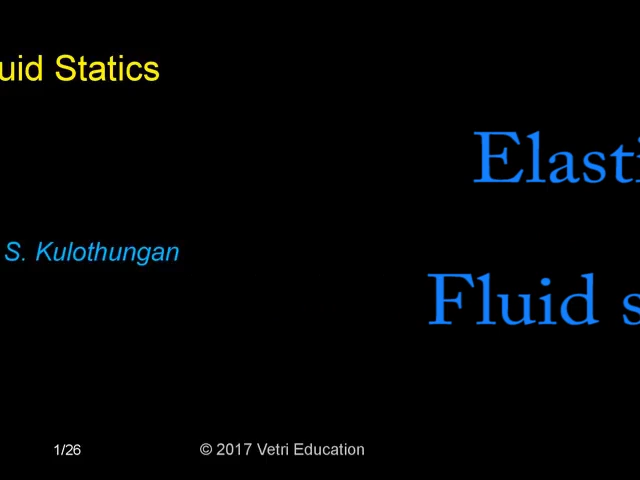 uid Statics
Elasti
S. Kulothungan
Fluid s
1/26
© 2017 Vetri Education